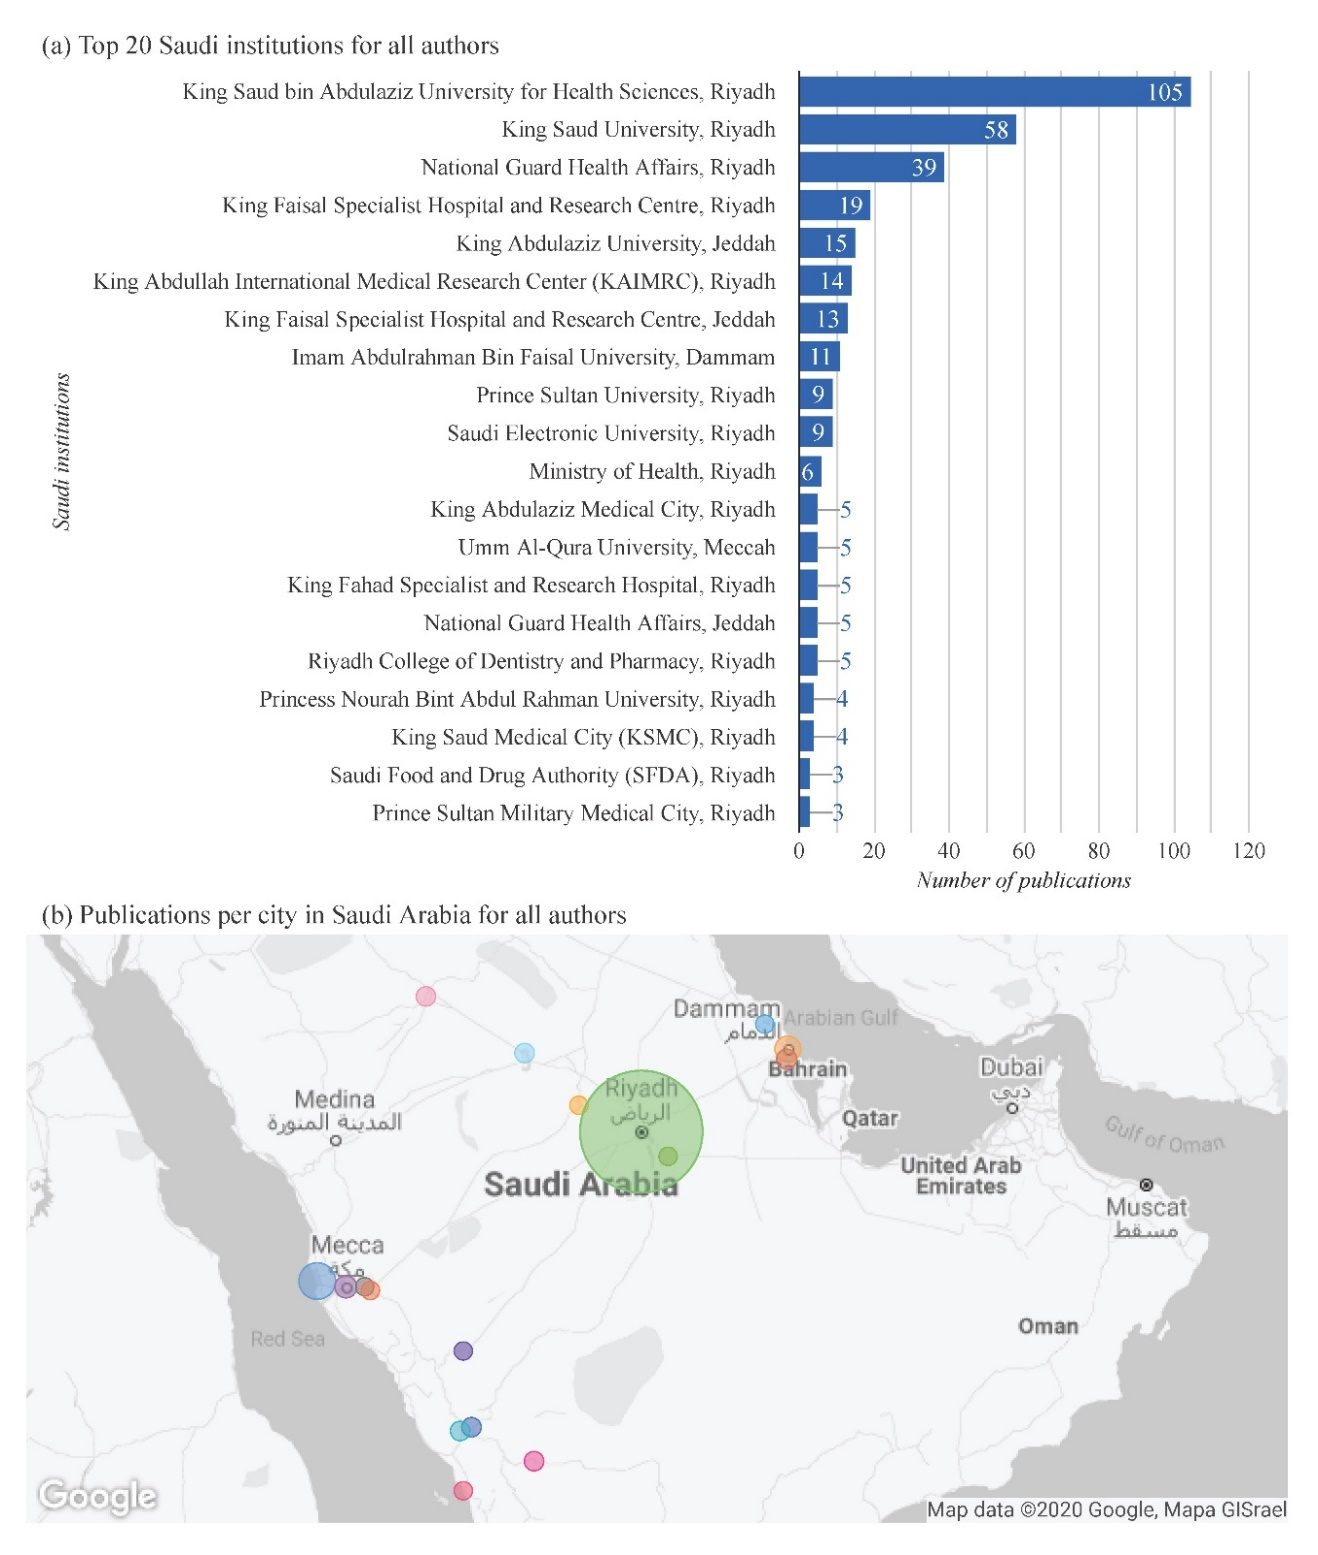 (a) Top 20 Saudi institutions for all authors
King Saud bin Abdulaziz University for Health Sciences, Riyadh 105
King Saud University, Riyadh 58
National Guard Health Affairs, Riyadh 39
King Faisal Specialist Hospital and Research Centre, Riyadh 19
King Abdulaziz University, Jeddah 15
King Abdullah International Medical Research Center (KAIMRC), Riyadh 14
King Faisal Specialist Hospital and Research Centre, Jeddah 13
Imam Abdulrahman Bin Faisal University, Dammam 11
Prince Sultan University, Riyadh 9
Saudi Electronic University, Riyadh 9
Ministry of Health, Riyadh 6
King Abdulaziz Medical City, Riyadh 5
Umm Al-Qura University, Meccah 5
King Fahad Specialist and Research Hospital, Riyadh 5
National Guard Health Affairs, Jeddah 5
Riyadh College of Dentistry and Pharmacy, Riyadh 5
Princess Nourah Bint Abdul Rahman University, Riyadh 4
King Saud Medical City (KSMC), Riyadh 4
Saudi Food and Drug Authority (SFDA), Riyadh 3
Prince Sultan Military Medical City, Riyadh 3
Saudi institutions
0 20 40 60 80 100 120
Number of publications
(b) Publications per city in Saudi Arabia for all authors
Dammam
الدمام
Arabian Gulf
Bahrain
Dubai
دبي
Riyadh
الرياض
Medina
المدينة المنورة
Qatar
Gulf of Oman
United Arab
Emirates
Saudi Arabia
Muscat
مسقط
Mecca
مكة
Red Sea
Oman
Google
Map data ©2020 Google, Mapa GISrael